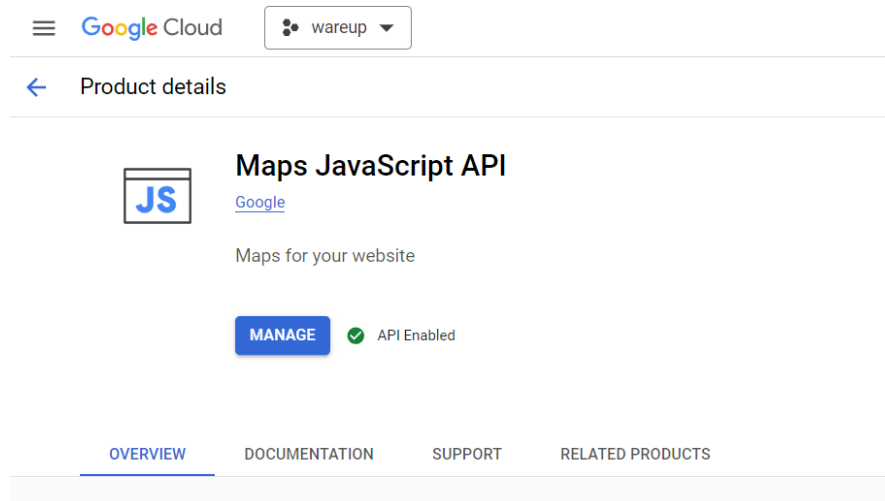 Google Cloud
wareup
Product details
JS
Maps JavaScript API
Google
Maps for your website
MANAGE
API Enabled
OVERVIEW DOCUMENTATION SUPPORT RELATED PRODUCTS